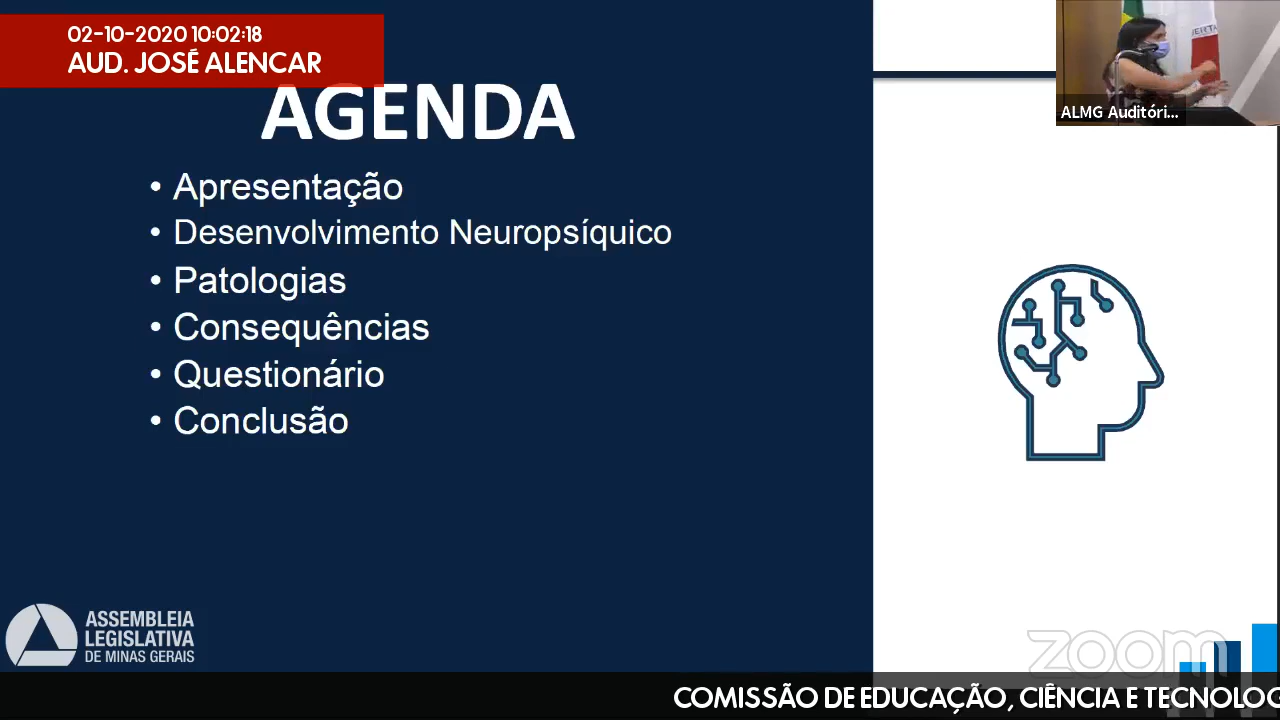 02-10-2020 10:02:18
AUD. JOSÉ ALENCAR
AGENDA
• Apresentação
• Desenvolvimento Neuropsíquico
• Patologias
• Consequências
• Questionário
• Conclusão
ALMG Auditóri...
ASSEMBLEIA
LEGISLATIVA
DE MINAS GERAIS
zoom
COMISSÃO DE EDUCAÇÃO, CIÊNCIA E TECNOLOG